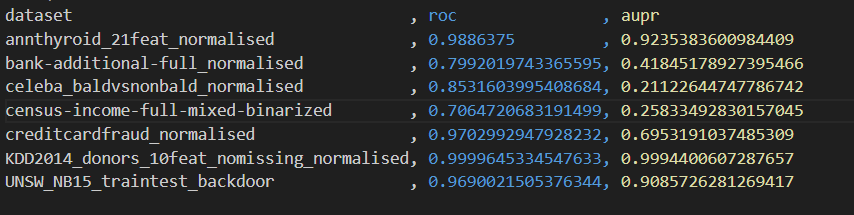 dataset , roc , aupr
annthyroid_21feat_normalised , 0.9886375 , 0.9235383600984409
bank-additional-full_normalised , 0.7992019743365595, 0.41845178927395466
celeba_baldvsnonbald_normalised , 0.8531603995408684, 0.21122644747786742
census-income-full-mixed-binarized , 0.7064720683191499, 0.25833492830157045
creditcardfraud_normalised , 0.9702992947928232, 0.6953191037485309
KDD2014_donors_10feat_nomissing_normalised, 0.9999645334547633, 0.9994400607287657
UNSW_NB15_traintest_backdoor , 0.9690021505376344, 0.9085726281269417